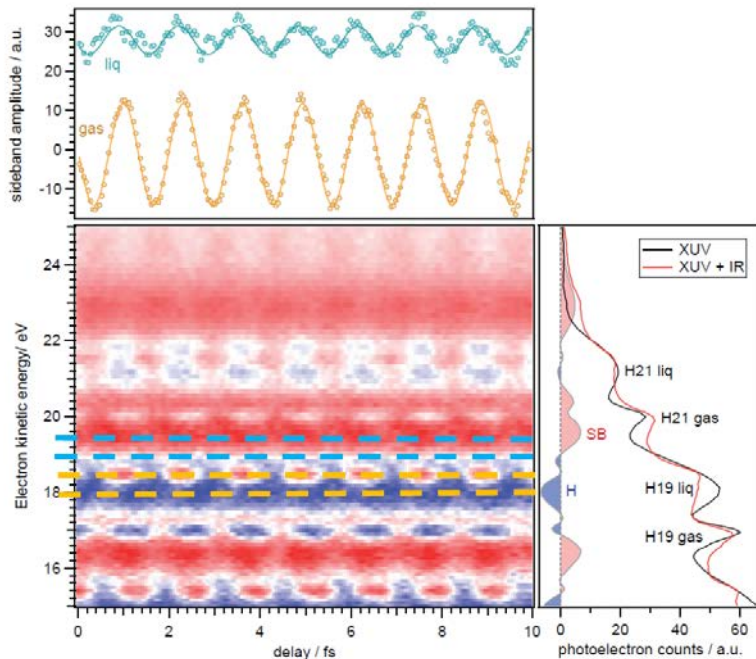 sideband amplitude / a.u.
30
20
10
0
-10
liq
gas
Electron kinetic energy/ eV
24
22
20
18
16
0
2
4
6
8
10
delay / fs
XUV
XUV + IR
H21 liq
H21 gas
SB
H
H19 liq
H19 gas
0
20
40
60
photoelectron counts / a.u.